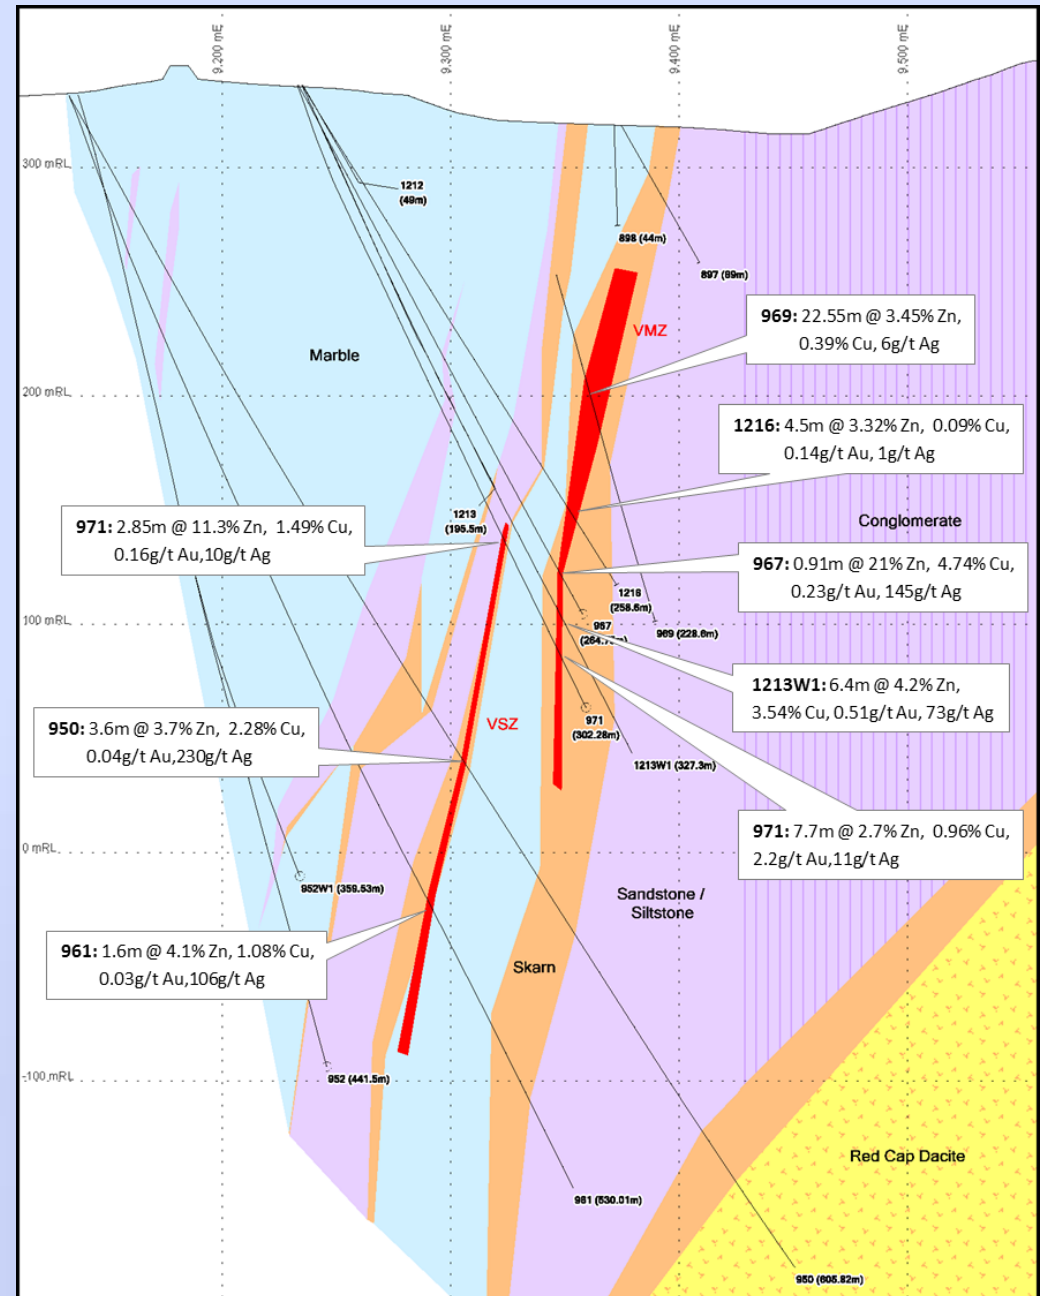 9,200 mE
9,300 mE
9,400 mE
9,500 mE
300 mRL
1212
(49m)
898 (44m)
897 (89m)
969: 22.55m @ 3.45% Zn,
0.39% Cu, 6g/t Ag
VMZ
Marble
200 mRL
1216: 4.5m @ 3.32% Zn, 0.09% Cu,
0.14g/t Au, 1g/t Ag
1213
(195.5m)
971: 2.85m @ 11.3% Zn, 1.49% Cu,
0.16g/t Au,10g/t Ag
Conglomerate
967: 0.91m @ 21% Zn, 4.74% Cu,
0.23g/t Au, 145g/t Ag
1216
(258.6m)
100 mRL
967
969 (228.6m)
1213W1: 6.4m @ 4.2% Zn,
3.54% Cu, 0.51g/t Au, 73g/t Ag
950: 3.6m @ 3.7% Zn, 2.28% Cu,
0.04g/t Au,230g/t Ag
VSZ
971
(302.28m)
1213W1 (327.3m)
971: 7.7m @ 2.7% Zn, 0.96% Cu,
2.2g/t Au,11g/t Ag
0 mRL
952W1 (359.53m)
Sandstone /
Siltstone
961: 1.6m @ 4.1% Zn, 1.08% Cu,
0.03g/t Au,106g/t Ag
Skarn
-100 mRL
952 (441.5m)
Red Cap Dacite
961 (530.01m)
950 (605.82m)